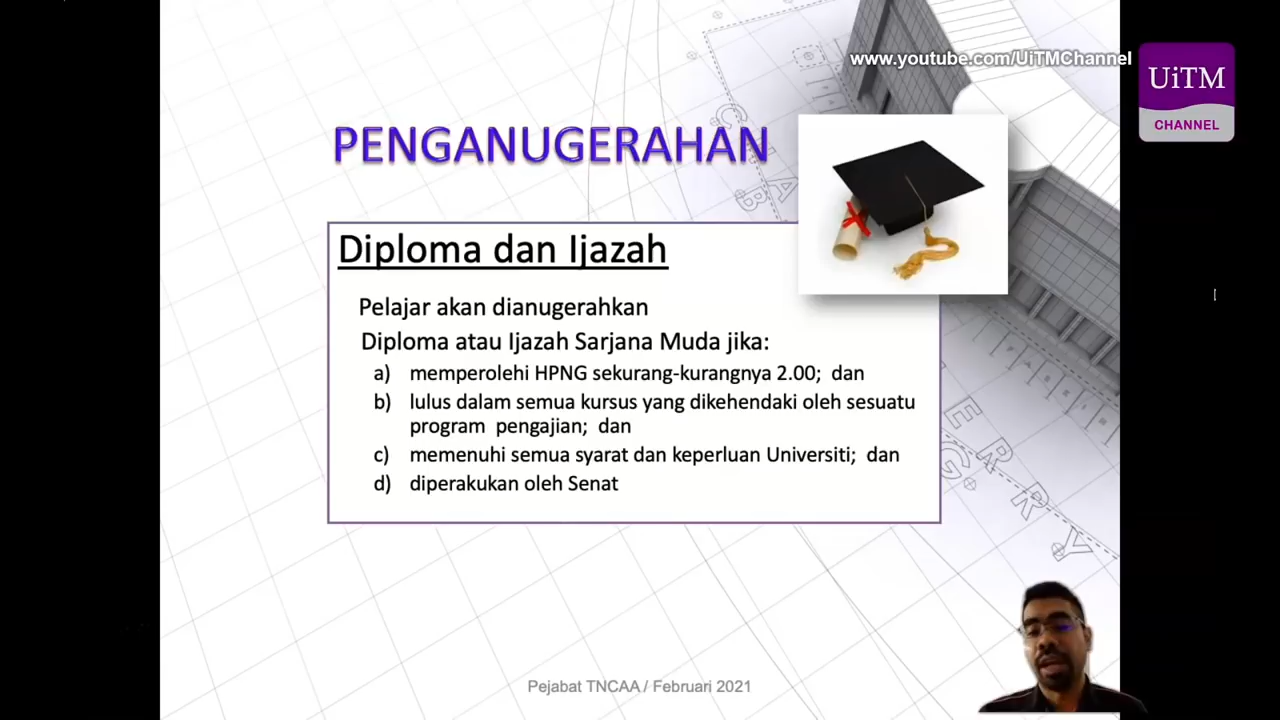 www.youtube.com/UiTMChannel
UiTM
CHANNEL
PENGANUGERAHAN
Diploma dan Ijazah
Pelajar akan dianugerahkan
Diploma atau Ijazah Sarjana Muda jika:
a) memperolehi HPNG sekurang-kurangnya 2.00; dan
b) lulus dalam semua kursus yang dikehendaki oleh sesuatu
program pengajian; dan
c) memenuhi semua syarat dan keperluan Universiti; dan
d) diperakukan oleh Senat
Pejabat TNCAA / Februari 2021